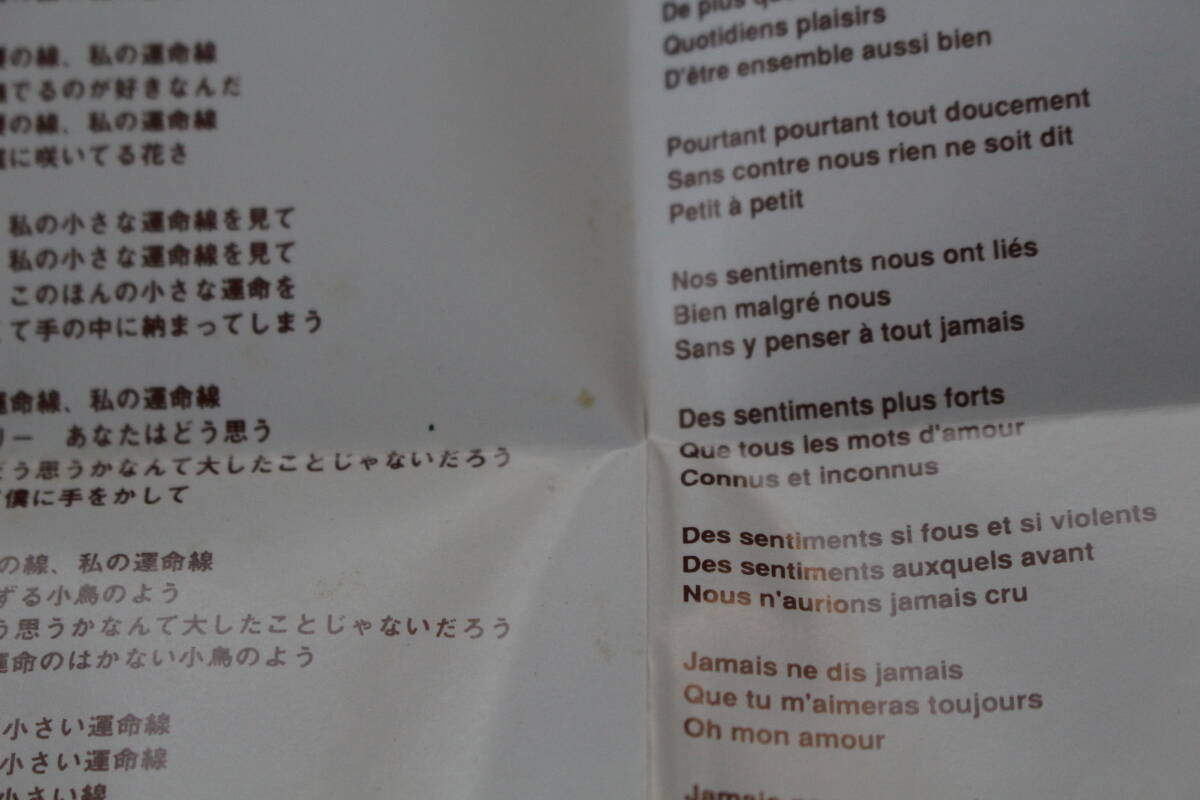 の線、私の運命線
でるのが好きなんだ
の線、私の運命線
に咲いてる花さ
私の小さな運命線を見て
私の小さな運命線を見て
このほんの小さな運命を
て手の中に納まってしまう
運命線、私の運命線
リー あなたはどう思う
どう思うかなんて大したことじゃないだろう
僕に手をかして
の線、私の運命線
ずる小鳥のよう
う思うかなんて大したことじゃないだろう
運命のはかない小鳥のよう
小さい運命線
小さい運命線
小さい線
De plus
Quotidiens plaisirs
D'être ensemble aussi bien
Pourtant pourtant tout doucement
Sans contre nous rien ne soit dit
Petit à petit
Nos sentiments nous ont liés
Bien malgré nous
Sans y penser à tout jamais
Des sentiments plus forts
Que tous les mots d'amour
Connus et inconnus
Des sentiments si fous et si violents
Des sentiments auxquels avant
Nous n'aurions jamais cru
Jamais ne dis jamais
Que tu m'aimeras toujours
Oh mon amour
Jamais